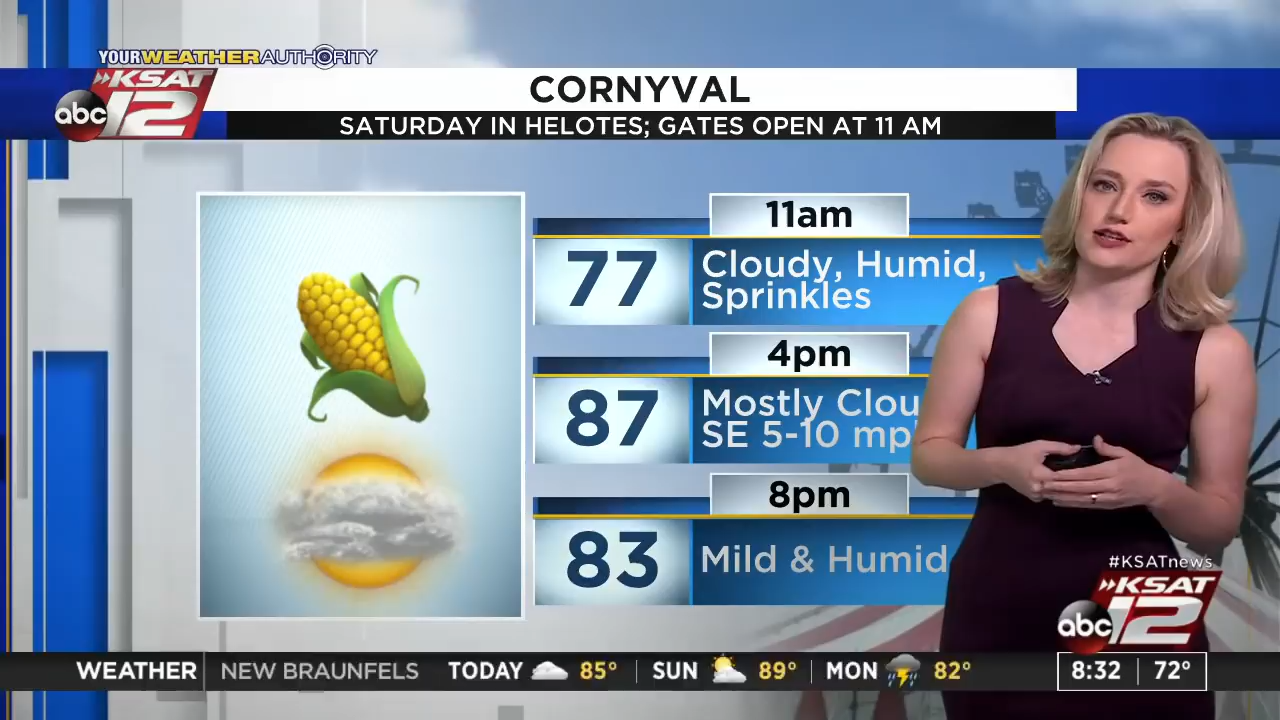 YOUR WEATHER AUTHORITY
KSAT
abc 12
CORNYVAL
SATURDAY IN HELOTES; GATES OPEN AT 11 AM
11am
77 Cloudy, Humid,
Sprinkles
4pm
87 Mostly
SE 5-10
8pm
83 Mild & Humid
#KSATnews
KSAT
abc 12
WEATHER NEW BRAUNFELS TODAY 85° SUN 89° MON 82° 8:32 72°